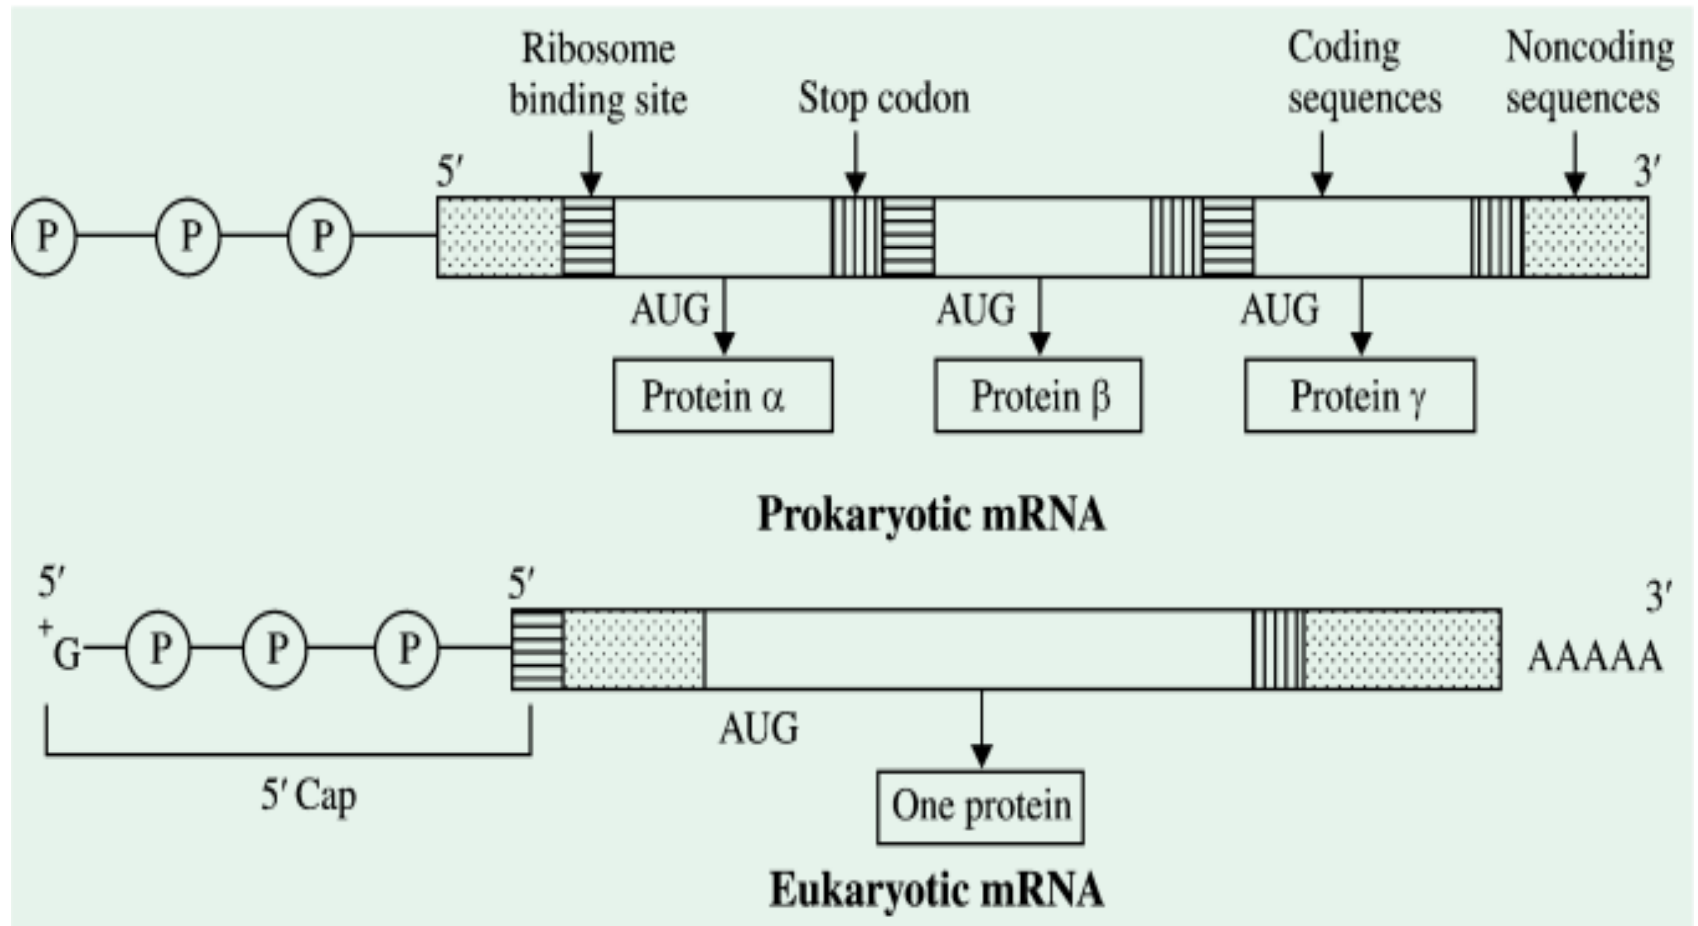 Ribosome
binding site
Stop codon
Coding
sequences
Noncoding
sequences
5′
3′
P P P
AUG AUG AUG
Protein α Protein β Protein γ
Prokaryotic mRNA
5′ 5′ 3′
+
G P P P AAAAA
AUG
5′ Cap
One protein
Eukaryotic mRNA